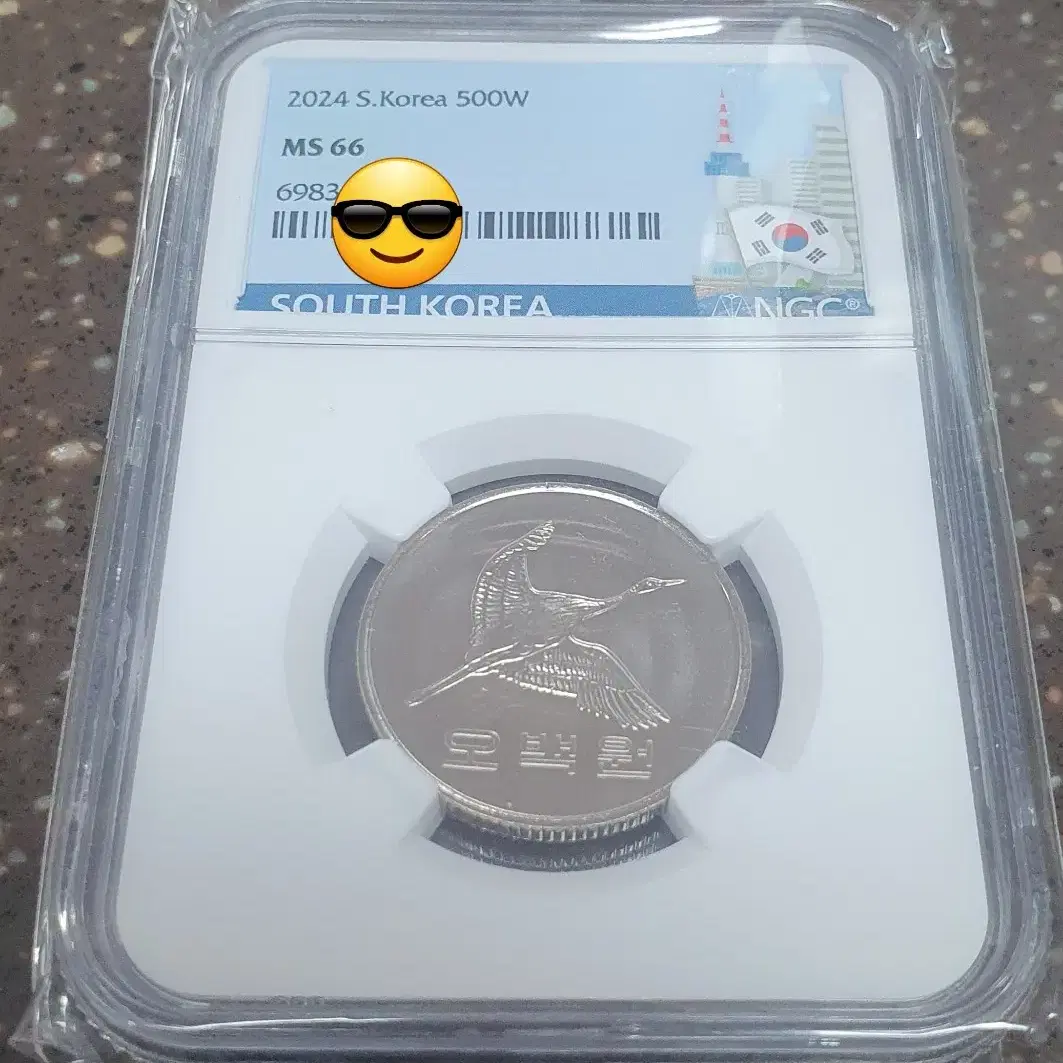 2024 S.Korea 500W
MS 66
6983
SOUTH KOREA
NGC®
오백원